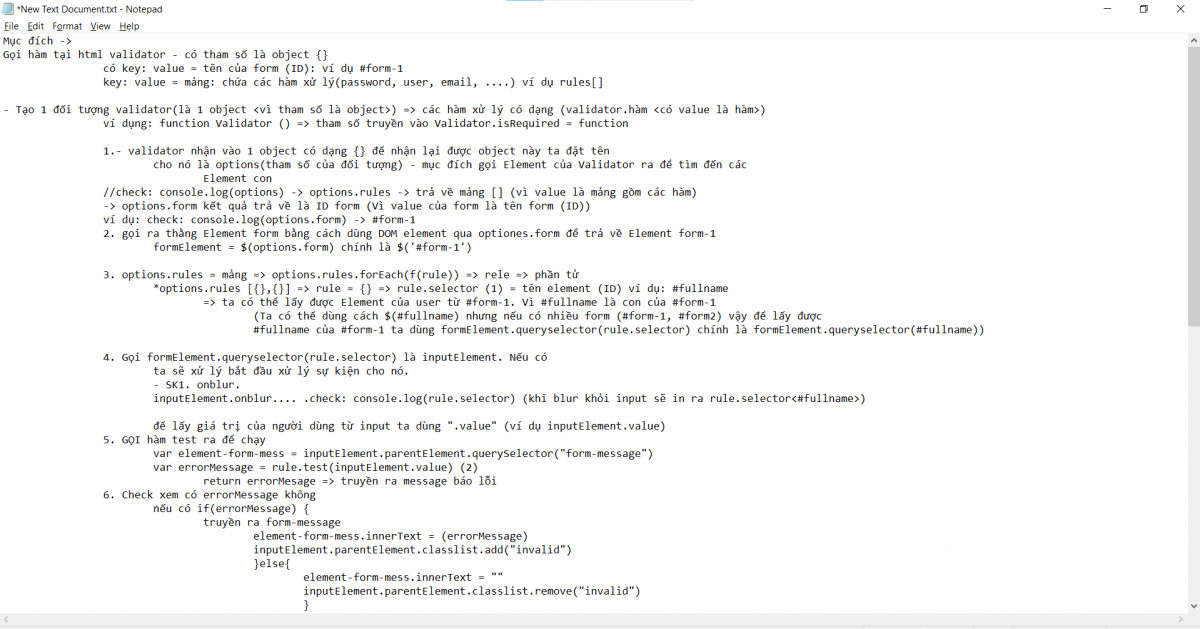 *New Text Document.txt - Notepad
File Edit Format View Help
Mục đích ->
Gọi hàm tại html validator - có tham số là object {}
có key: value = tên của form (ID): ví dụ #form-1
key: value = mảng: chứa các hàm xử lý(password, user, email, ....) ví dụ rules[]
- Tạo 1 đối tượng validator(là 1 object <vì tham số là object>) => các hàm xử lý có dạng (validator.hàm <có value là hàm>)
ví dụng: function Validator () => tham số truyền vào Validator.isRequired = function
1.- validator nhận vào 1 object có dạng {} để nhận lại được object này ta đặt tên
cho nó là options(tham số của đối tượng) - mục đích gọi Element của Validator ra để tìm đến các
Element con
//check: console.log(options) -> options.rules -> trả về mảng [] (vì value là mảng gồm các hàm)
-> options.form kết quả trả về là ID form (Vì value của form là tên form (ID))
ví dụ: check: console.log(options.form) -> #form-1
2. gọi ra thằng Element form bằng cách dùng DOM element qua optiones.form để trả về Element form-1
formElement = $(options.form) chính là $('#form-1')
3. options.rules = mảng => options.rules.forEach(f(rule)) => rele => phần tử
*options.rules [{},{}] => rule = {} => rule.selector (1) = tên element (ID) ví dụ: #fullname
=> ta có thể lấy được Element của user từ #form-1. Vì #fullname là con của #form-1
(Ta có thể dùng cách $(#fullname) nhưng nếu có nhiều form (#form-1, #form2) vậy để lấy được
#fullname của #form-1 ta dùng formElement.queryselector(rule.selector) chính là formElement.queryselector(#fullname))
4. Gọi formElement.queryselector(rule.selector) là inputElement. Nếu có
ta sẽ xử lý bắt đầu xử lý sự kiện cho nó.
- SK1. onblur.
inputElement.onblur.... .check: console.log(rule.selector) (khi blur khỏi input sẽ in ra rule.selector<#fullname>)
để lấy giá trị của người dùng từ input ta dùng ".value" (ví dụ inputElement.value)
5. GỌI hàm test ra để chạy
var element-form-mess = inputElement.parentElement.querySelector("form-message")
var errorMessage = rule.test(inputElement.value) (2)
return errorMesage => truyền ra message báo lỗi
6. Check xem có errorMessage không
nếu có if(errorMessage) {
truyền ra form-message
element-form-mess.innerText = (errorMessage)
inputElement.parentElement.classlist.add("invalid")
}else{
element-form-mess.innerText = ""
inputElement.parentElement.classlist.remove("invalid")
}